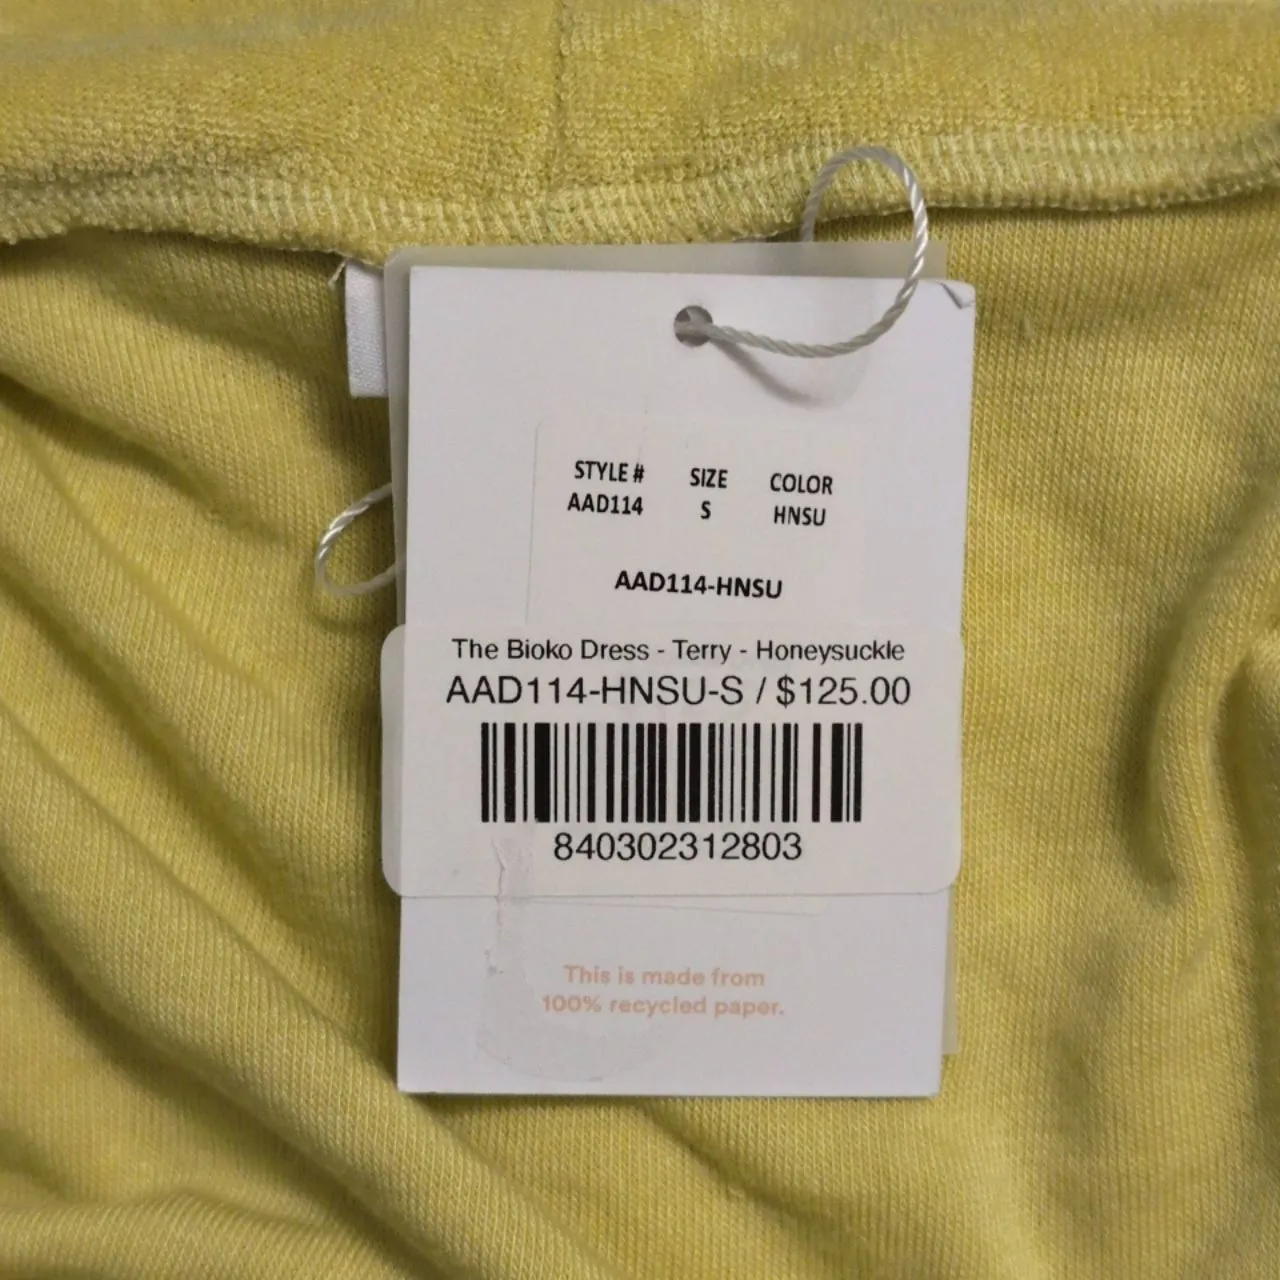 STYLE # SIZE COLOR
AAD114 S HNSU
AAD114-HNSU
The Bioko Dress - Terry - Honeysuckle
AAD114-HNSU-S / $125.00
840302312803
This is made from
100% recycled paper.